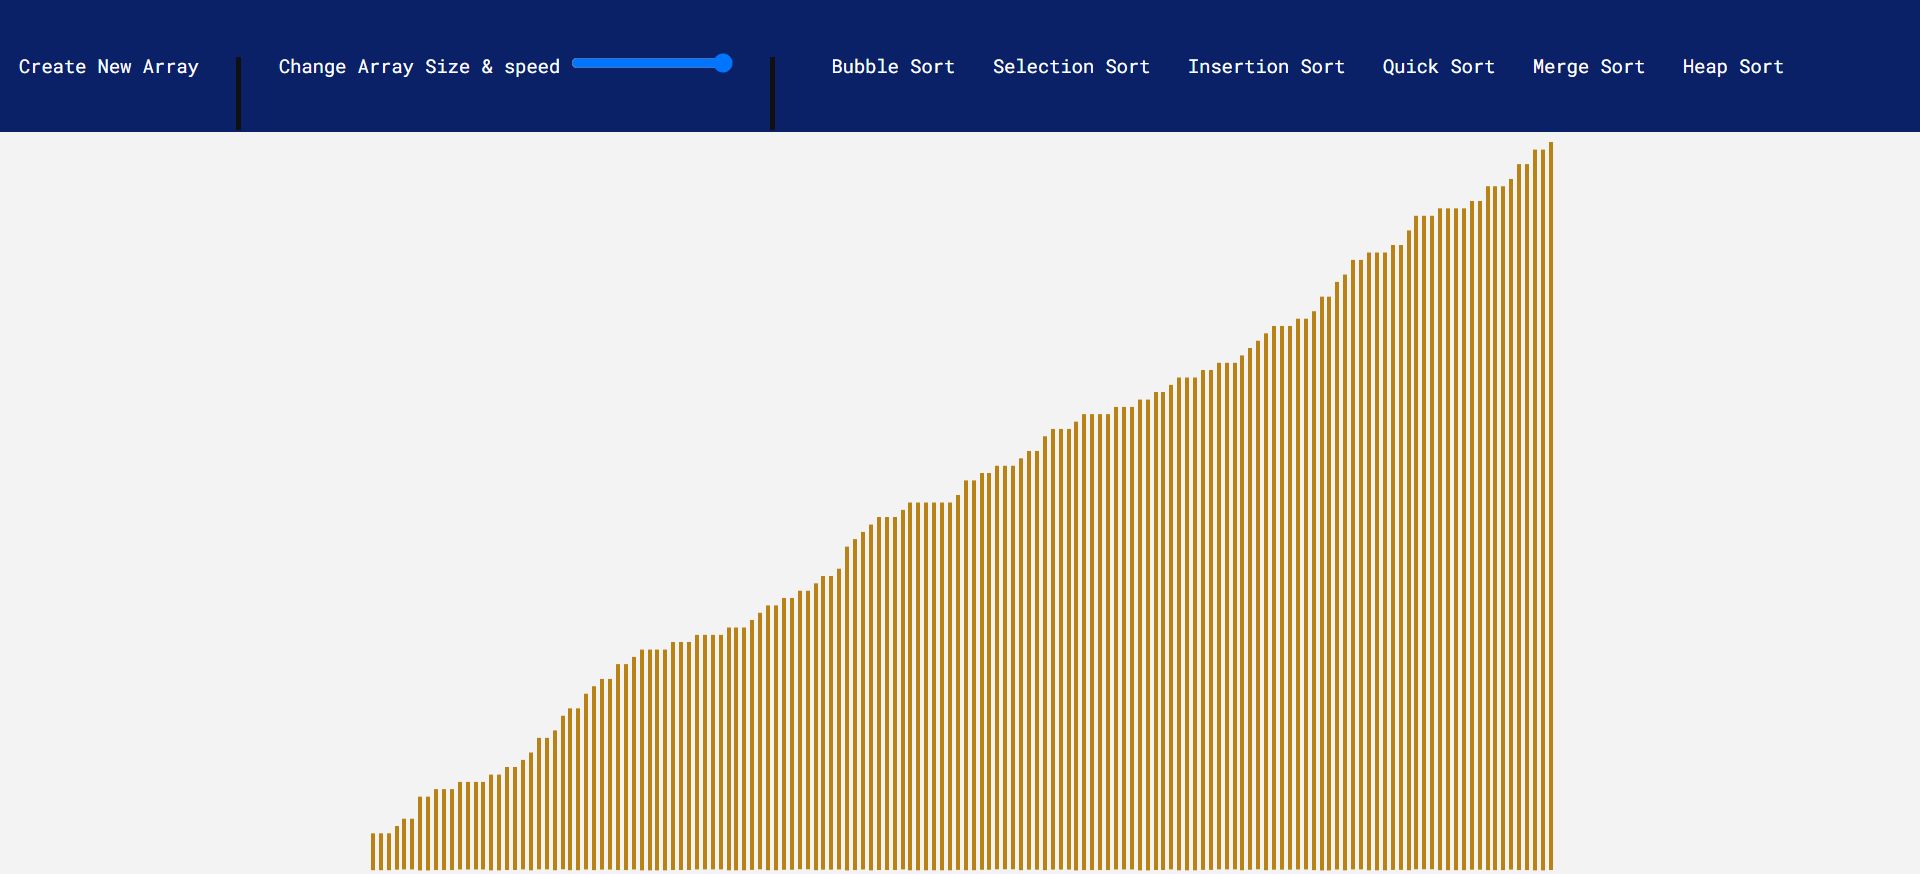 Create New Array
Change Array Size & speed
Bubble Sort
Selection Sort
Insertion Sort
Quick Sort
Merge Sort
Heap Sort